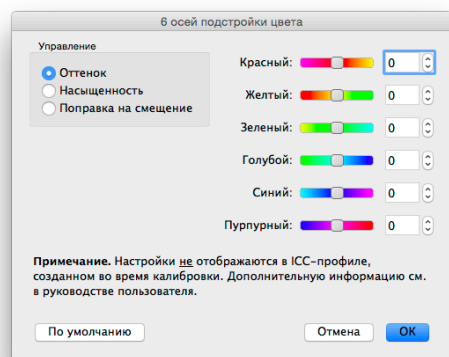 6 осей подстройки цвета
Управление
Оттенок
Насыщенность
Поправка на смещение
Красный: 0
Желтый: 0
Зеленый: 0
Голубой: 0
Синий: 0
Пурпурный: 0
Примечание. Настройки не отображаются в ICC-профиле,
созданном во время калибровки. Дополнительную информацию см.
в руководстве пользователя.
По умолчанию
Отмена
OK